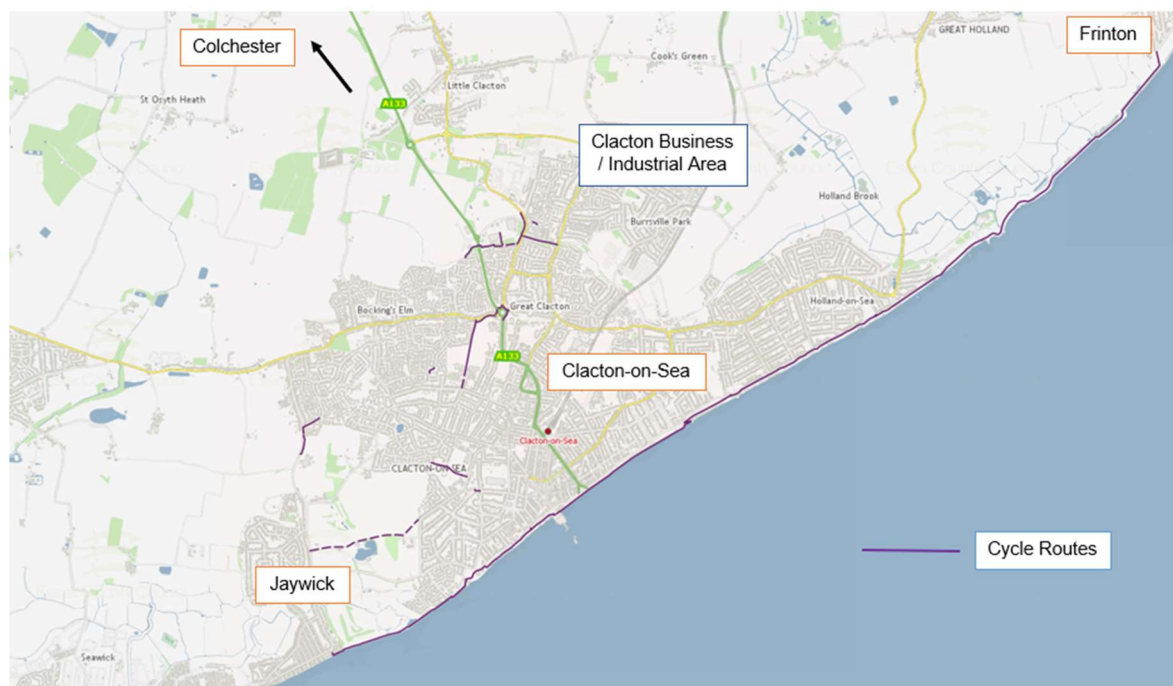 Colchester
Frinton
GREAT HOLLAND
Cook's Green
Little Clacton
St Osyth Heath
A133
Clacton Business
/ Industrial Area
Holland Brook
Burrsville Park
Holland-on-Sea
Great Clacton
Bocking's Elm
A133
Clacton-on-Sea
Clacton-on-Sea
CLACTON-ON-SEA
Cycle Routes
Jaywick
Seawick